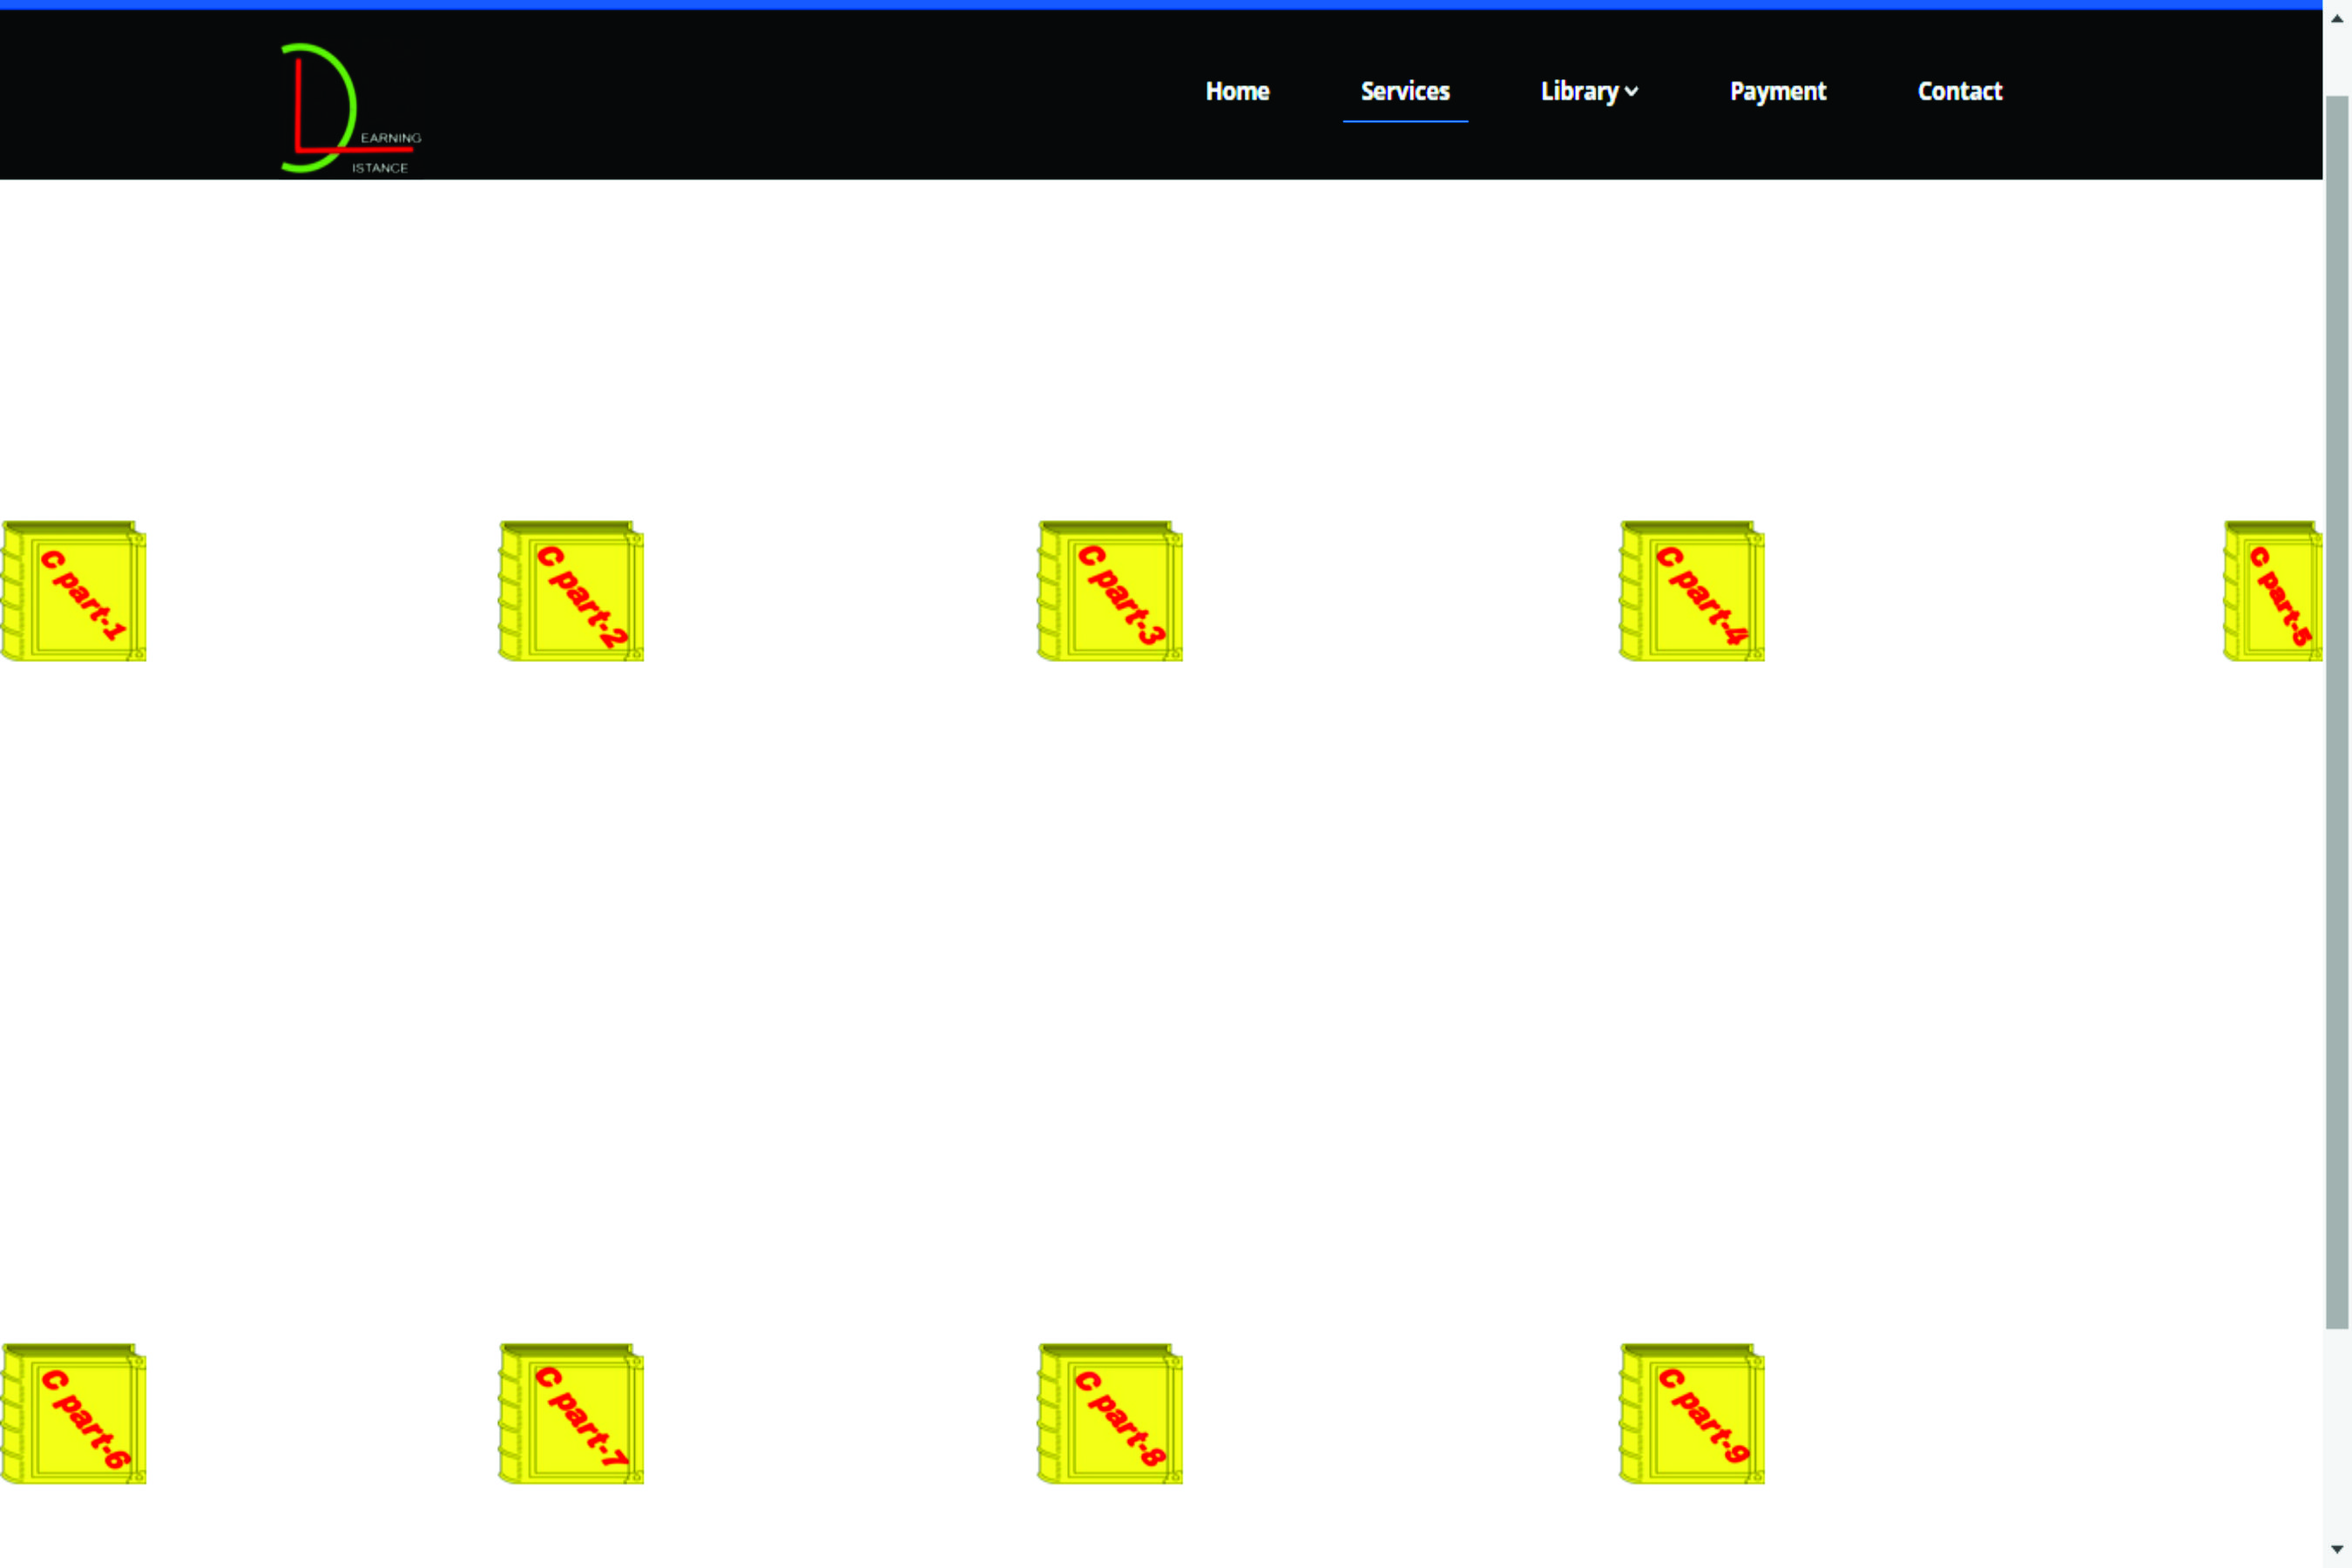 Home Services Library Payment Contact
EARNING
ISTANCE
C part-1 C part-2 C part-3 C part-4 C part-5
C part-6 C part-7 C part-8 C part-9